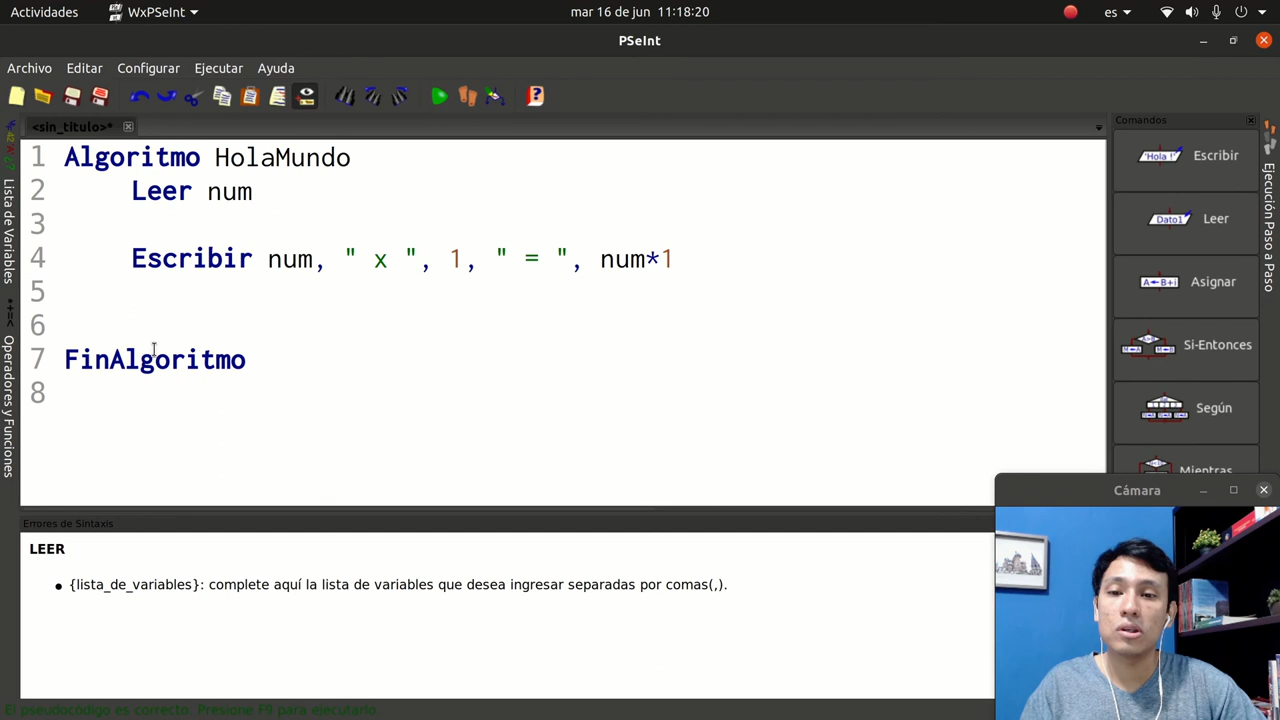 Actividades
WxPSeInt
mar 16 de jun 11:18:20
es
PSeInt
Archivo Editar Configurar Ejecutar Ayuda
<sin_titulo>*
Comandos
1 Algoritmo HolaMundo
2 Leer num
3
4 Escribir num, " x ", 1, " = ", num*1
5
6
7 FinAlgoritmo
8
Lista de Variables
Operadores y Funciones
'Hola !' Escribir
Dato1 Leer
A←B+i Asignar
Si-Entonces
Según
Mientras
Ejecución Paso a Paso
Errores de Sintaxis
LEER
• {lista_de_variables}: complete aquí la lista de variables que desea ingresar separadas por comas(,).
El pseudocódigo es correcto. Presione F9 para ejecutarlo.
Cámara